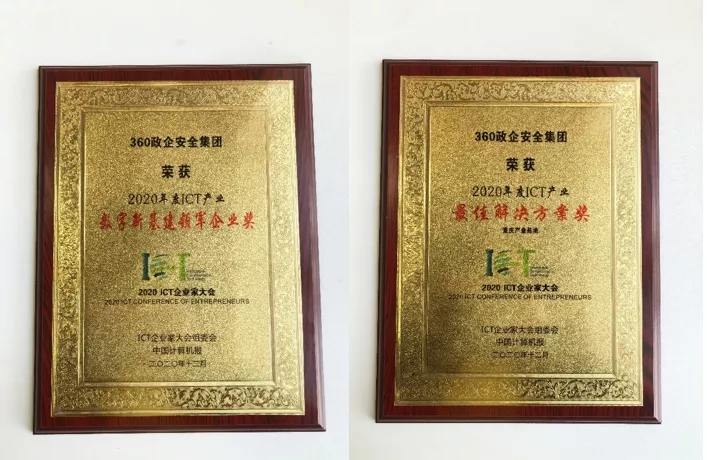 360政企安全集团
荣获
2020年度ICT产业
数字新基建领军企业奖
ICT
2020 ICT企业家大会
2020 ICT CONFERENCE OF ENTREPRENEURS
ICT企业家大会组委会
中国计算机报
二〇二〇年十二月
360政企安全集团
荣获
2020年度ICT产业
最佳解决方案奖
ICT
2020 ICT企业家大会
2020 ICT CONFERENCE OF ENTREPRENEURS
ICT企业家大会组委会
中国计算机报
二〇二〇年十二月